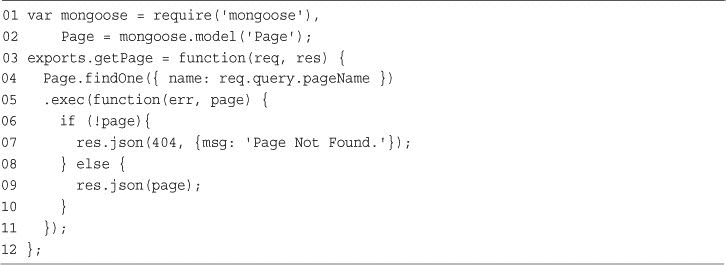 01 var mongoose = require('mongoose'),
02     Page = mongoose.model('Page');
03 exports.getPage = function(req, res) {
04   Page.findOne({ name: req.query.pageName })
05   .exec(function(err, page) {
06     if (!page){
07       res.json(404, {msg: 'Page Not Found.'});
08     } else {
09       res.json(page);
10     }
11   });
12 };